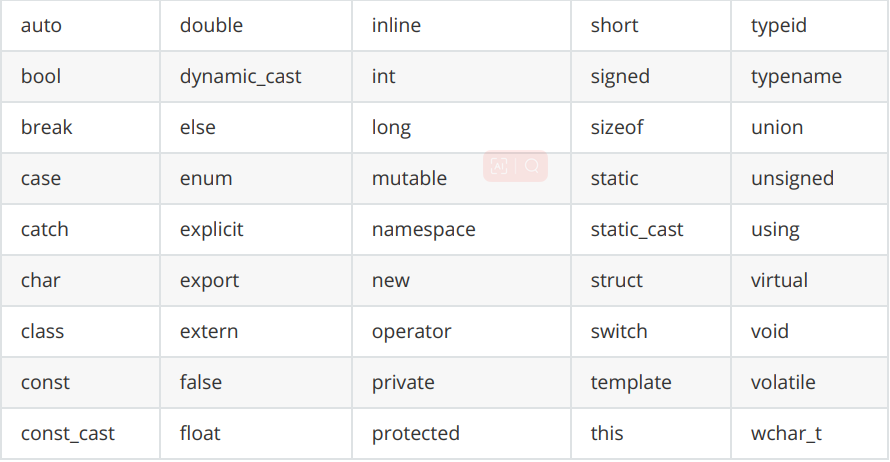 auto double inline short typeid
bool dynamic_cast int signed typename
break else long sizeof union
case enum mutable static unsigned
catch explicit namespace static_cast using
char export new struct virtual
class extern operator switch void
const false private template volatile
const_cast float protected this wchar_t